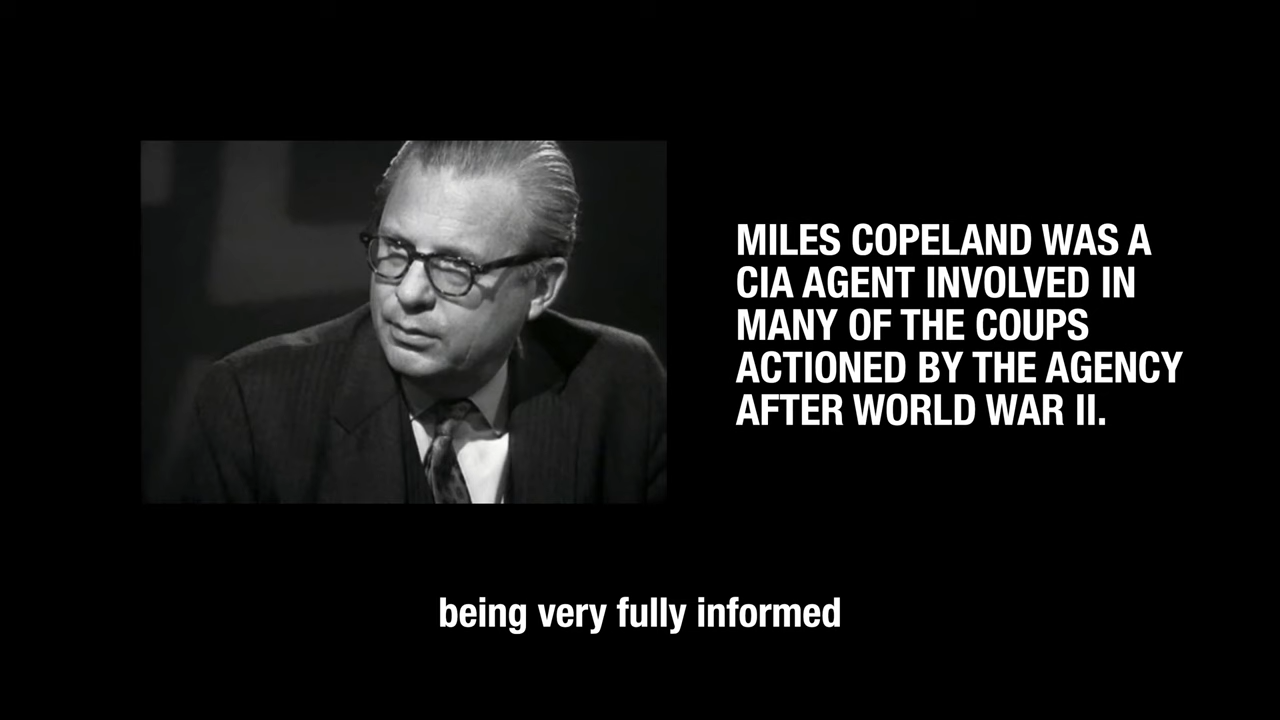 MILES COPELAND WAS A
CIA AGENT INVOLVED IN
MANY OF THE COUPS
ACTIONED BY THE AGENCY
AFTER WORLD WAR II.
being very fully informed